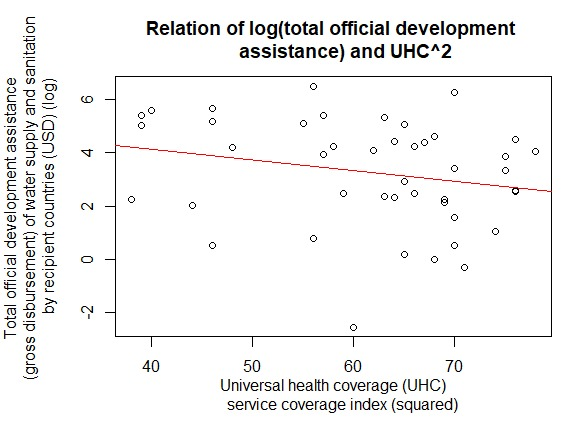 Relation of log(total official development
assistance) and UHC^2
Total official development assistance
(gross disbursement) of water supply and sanitation
by recipient countries (USD) (log)
6
4
2
0
-2
40 50 60 70
Universal health coverage (UHC)
service coverage index (squared)